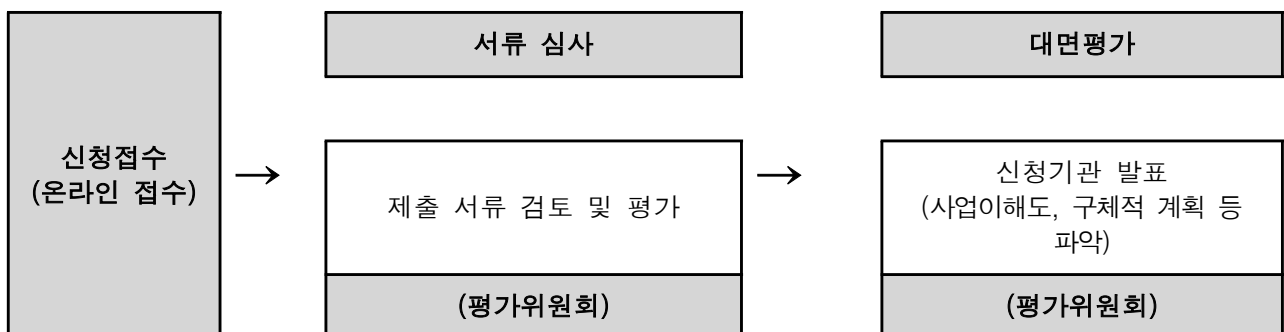 신청접수
(온라인 접수)
→
서류 심사
제출 서류 검토 및 평가
(평가위원회)
→
대면평가
신청기관 발표
(사업이해도, 구체적 계획 등
파악)
(평가위원회)